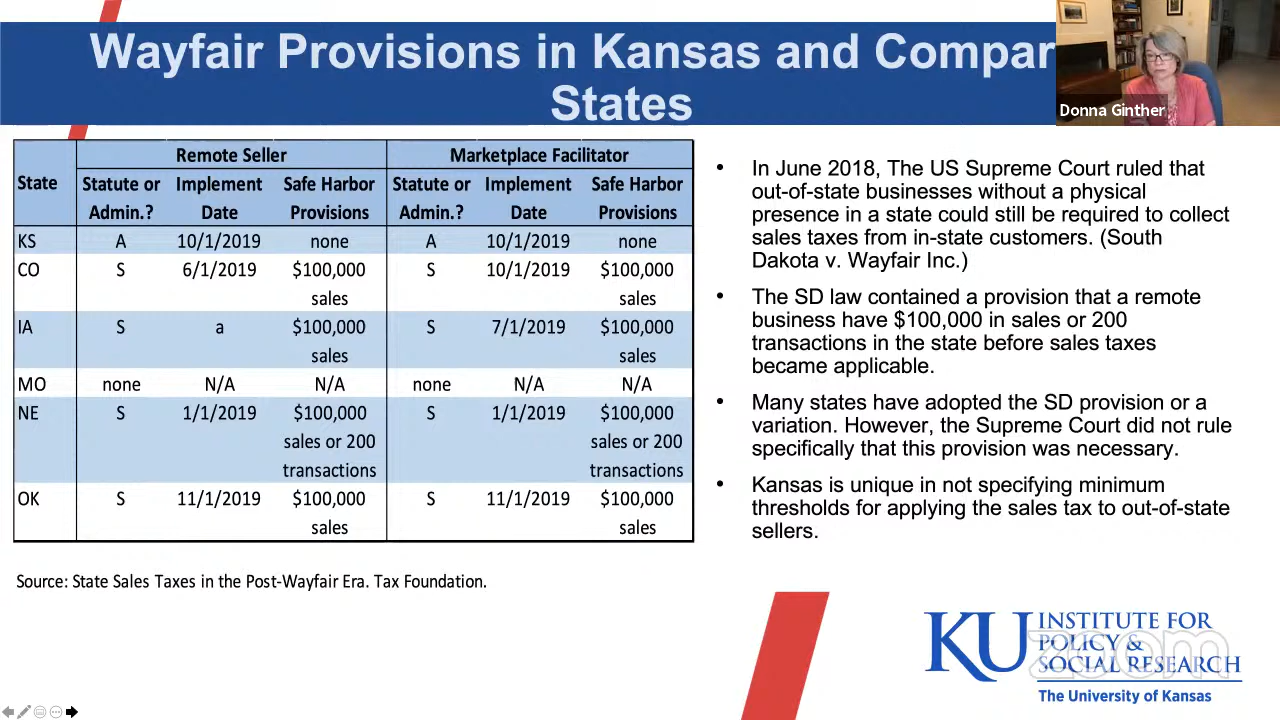 Wayfair Provisions in Kansas and Compar
States
Donna Ginther
State
Remote Seller
Marketplace Facilitator
Statute or Admin.?
Implement Date
Safe Harbor Provisions
Statute or Admin.?
Implement Date
Safe Harbor Provisions
KS A 10/1/2019 none A 10/1/2019 none
CO S 6/1/2019 $100,000 sales S 10/1/2019 $100,000 sales
IA S a $100,000 sales S 7/1/2019 $100,000 sales
MO none N/A N/A none N/A N/A
NE S 1/1/2019 $100,000 sales or 200 transactions S 1/1/2019 $100,000 sales or 200 transactions
OK S 11/1/2019 $100,000 sales S 11/1/2019 $100,000 sales
Source: State Sales Taxes in the Post-Wayfair Era. Tax Foundation.
• In June 2018, The US Supreme Court ruled that
out-of-state businesses without a physical
presence in a state could still be required to collect
sales taxes from in-state customers. (South
Dakota v. Wayfair Inc.)
• The SD law contained a provision that a remote
business have $100,000 in sales or 200
transactions in the state before sales taxes
became applicable.
• Many states have adopted the SD provision or a
variation. However, the Supreme Court did not rule
specifically that this provision was necessary.
• Kansas is unique in not specifying minimum
thresholds for applying the sales tax to out-of-state
sellers.
KU INSTITUTE FOR
POLICY &
SOCIAL RESEARCH
The University of Kansas
zoom